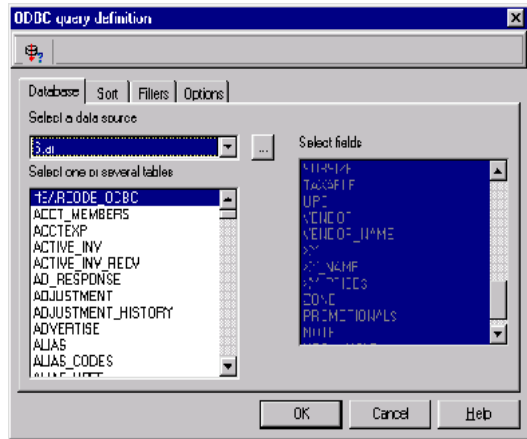 ODBC query definition
Database Sort Filters Options
Select a data source
...
Select one or several tables
ACCT_MEMBERS
ACCTEXP
ACTIVE_INV
ACTIVE_INV_RECV
AD_RESPONSE
ADJUSTMENT
ADJUSTMENT_HISTORY
ADVERTISE
ALIAS
ALIAS_CODES
Select fields
TAXABLE
UPC
VENDOR
VENDOR_NAME
ZONE
PROMOTIONALS
NOTE
OK Cancel Help